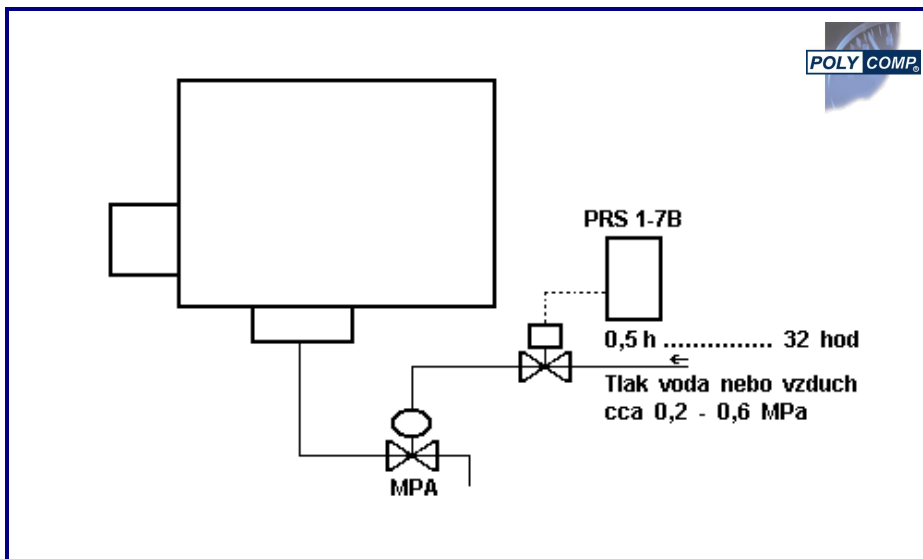 POLY COMP®
PRS 1-7B
0,5 h ............... 32 hod
Tlak voda nebo vzduch
cca 0,2 - 0,6 MPa
MPA